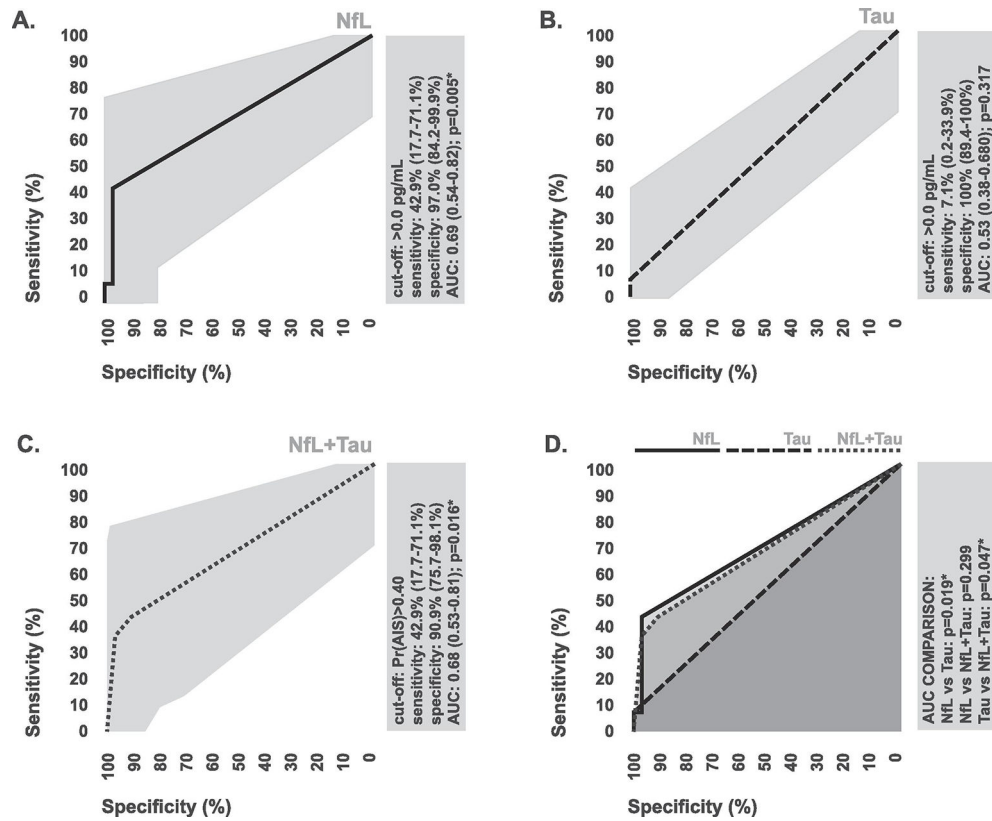 A.
NfL
100
90
80
70
60
50
40
30
20
10
0
Sensitivity (%)
100 90 80 70 60 50 40 30 20 10 0
Specificity (%)
cut-off: >0.0 pg/mL
sensitivity: 42.9% (17.7-71.1%)
specificity: 97.0% (84.2-99.9%)
AUC: 0.69 (0.54-0.82); p=0.005*
B.
Tau
100
90
80
70
60
50
40
30
20
10
0
Sensitivity (%)
100 90 80 70 60 50 40 30 20 10 0
Specificity (%)
cut-off: >0.0 pg/mL
sensitivity: 7.1% (0.2-33.9%)
specificity: 100% (89.4-100%)
AUC: 0.53 (0.38-0.680); p=0.317
C.
NfL+Tau
100
90
80
70
60
50
40
30
20
10
0
Sensitivity (%)
100 90 80 70 60 50 40 30 20 10 0
Specificity (%)
cut-off: Pr(AIS)>0.40
sensitivity: 42.9% (17.7-71.1%)
specificity: 90.9% (75.7-98.1%)
AUC: 0.68 (0.53-0.81); p=0.016*
D.
NfL Tau NfL+Tau
100
90
80
70
60
50
40
30
20
10
0
Sensitivity (%)
100 90 80 70 60 50 40 30 20 10 0
Specificity (%)
AUC COMPARISON:
NfL vs Tau: p=0.019*
NfL vs NfL+Tau: p=0.299
Tau vs NfL+Tau: p=0.047*